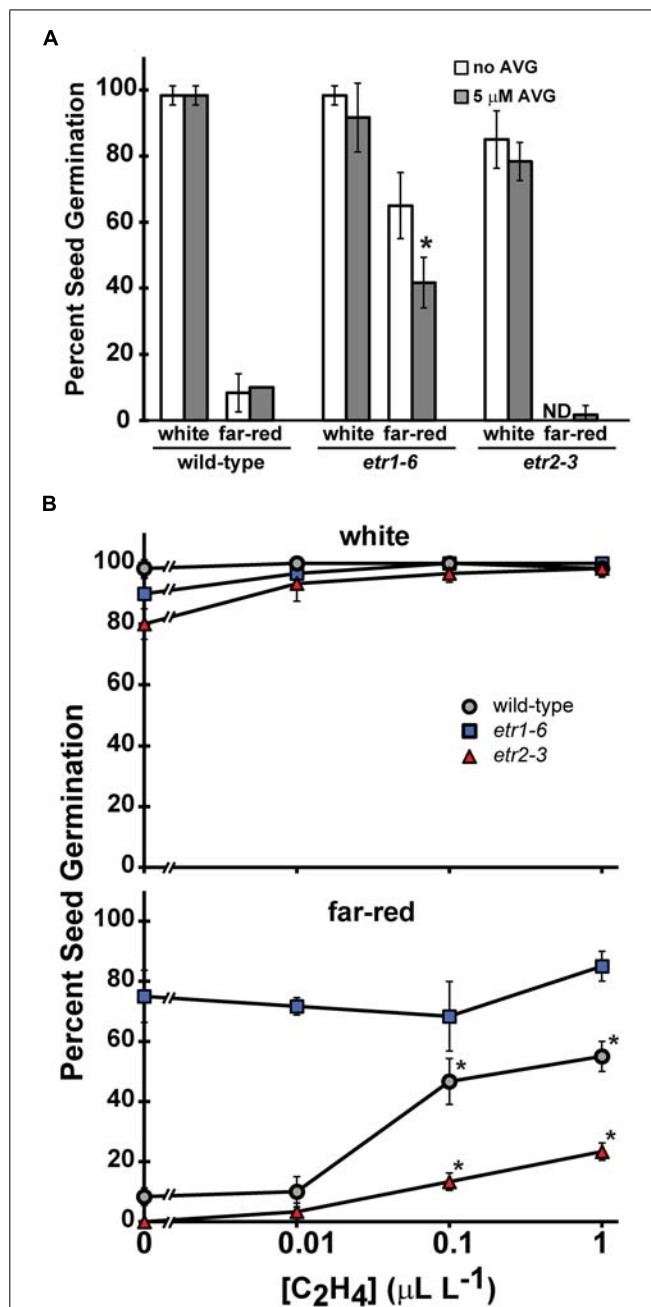 A
no AVG
5 µM AVG
Percent Seed Germination
100
80
60
40
20
0
*
ND
white far-red white far-red white far-red
wild-type etr1-6 etr2-3
B
white
Percent Seed Germination
100
80
60
40
20
0
wild-type
etr1-6
etr2-3
far-red
100
80
60
40
20
0
* *
* *
0 0.01 0.1 1
[C₂H₄] (µL L⁻¹)